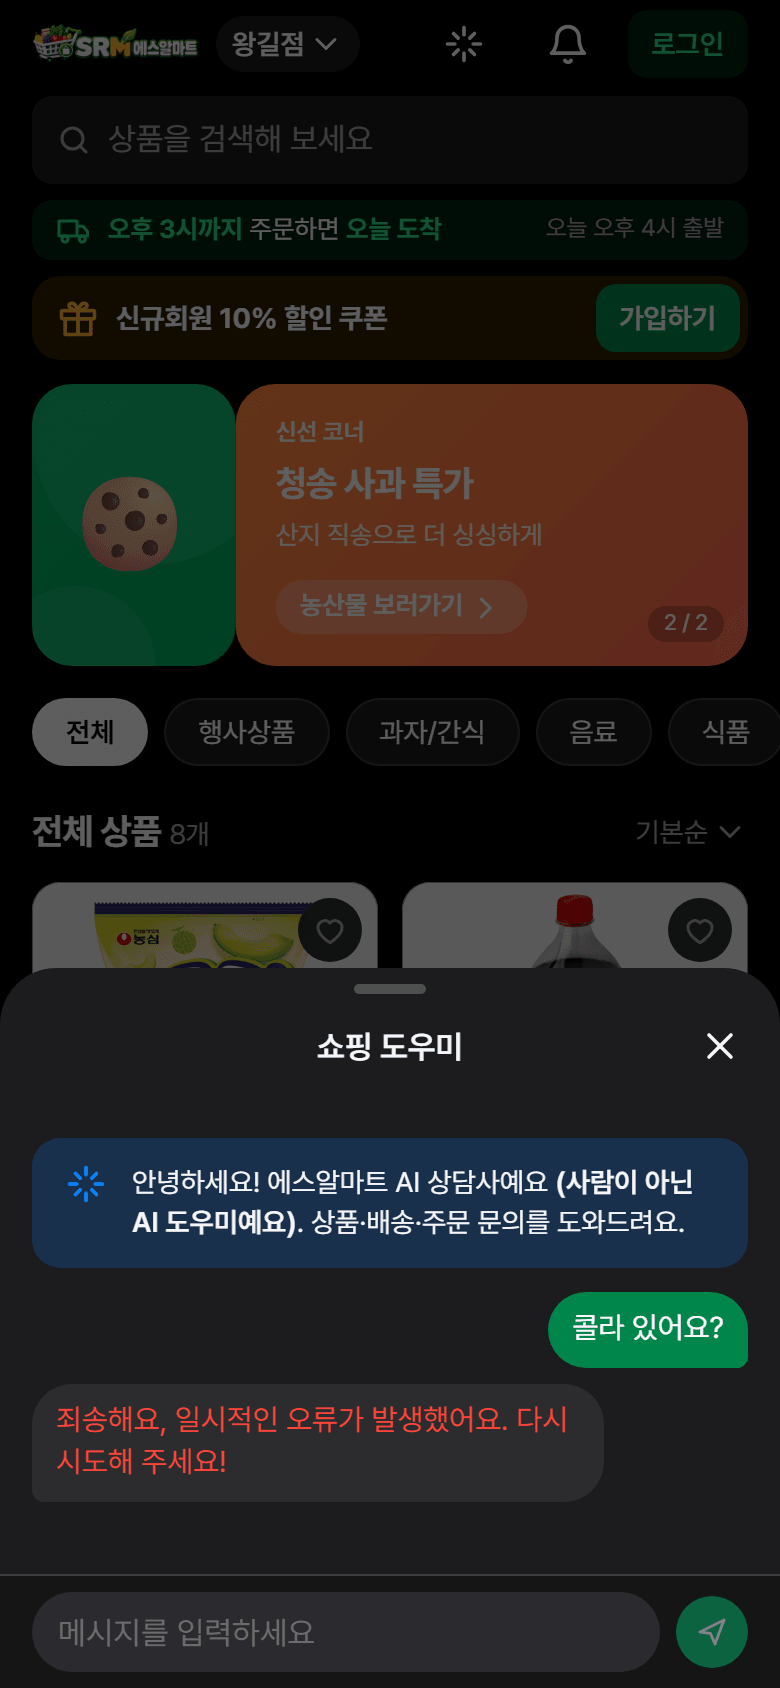 SRM에스알마트
왕길점
로그인
상품을 검색해 보세요
오후 3시까지 주문하면 오늘 도착
오늘 오후 4시 출발
신규회원 10% 할인 쿠폰
가입하기
신선 코너
청송 사과 특가
산지 직송으로 더 싱싱하게
농산물 보러가기
2 / 2
전체
행사상품
과자/간식
음료
식품
전체 상품 8개
기본순
농심
쇼핑 도우미
안녕하세요! 에스알마트 AI 상담사예요 (사람이 아닌
AI 도우미예요). 상품·배송·주문 문의를 도와드려요.
콜라 있어요?
죄송해요, 일시적인 오류가 발생했어요. 다시
시도해 주세요!
메시지를 입력하세요